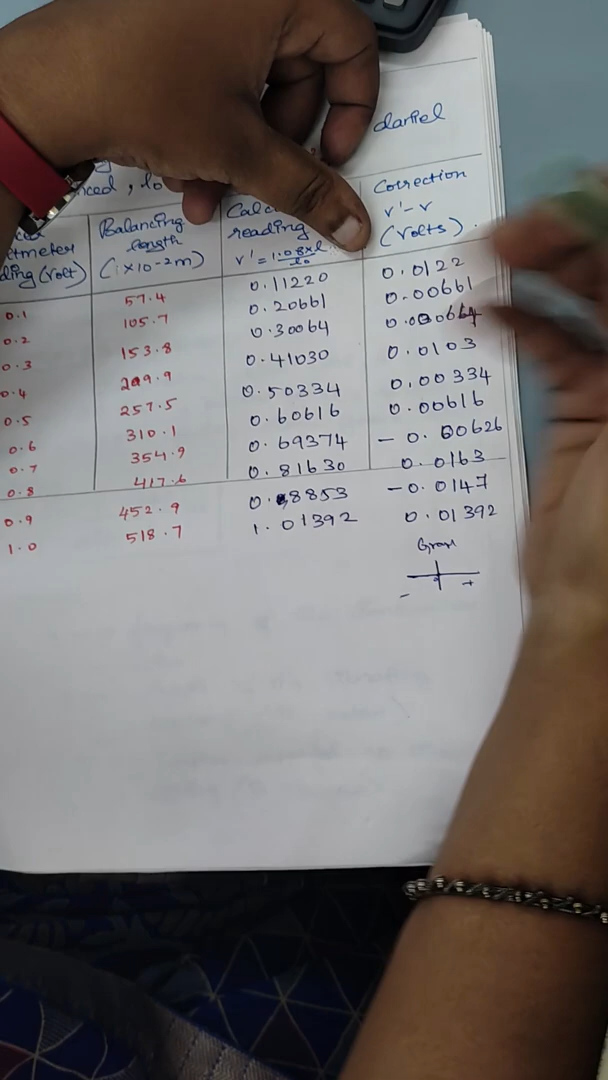 daniel
Balancing length (×10-2m)
reading v' = 1.08×l / l0
Correction v'-v (Volts).
0.1 57.4 0.11220 0.0122
0.2 105.7 0.20661 0.00661
0.3 153.8 0.30064
0.4 209.9 0.41030 0.0103
0.5 257.5 0.50334 0.00334
0.6 310.1 0.60616 0.00616
0.7 354.9 0.69374 - 0.00626
0.8 417.6 0.81630 0.0163
0.9 452.9 0.8853 -0.0147
1.0 518.7 1.01392 0.01392
- +